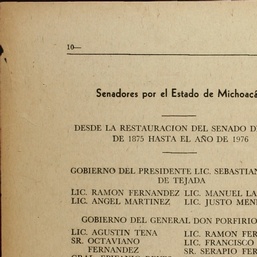 10—
Senadores por el Estado de Michoacá
DESDE LA RESTAURACION DEL SENADO D
DE 1875 HASTA EL AÑO DE 1976
GOBIERNO DEL PRESIDENTE LIC. SEBASTIAN
DE TEJADA
LIC. RAMON FERNANDEZ LIC. MANUEL LA
LIC. ANGEL MARTINEZ LIC. JUSTO MEN
GOBIERNO DEL GENERAL DON PORFIRIO
LIC. AGUSTIN TENA LIC. RAMON FER
SR. OCTAVIANO LIC. FRANCISCO
FERNANDEZ SR. SERAPIO FER